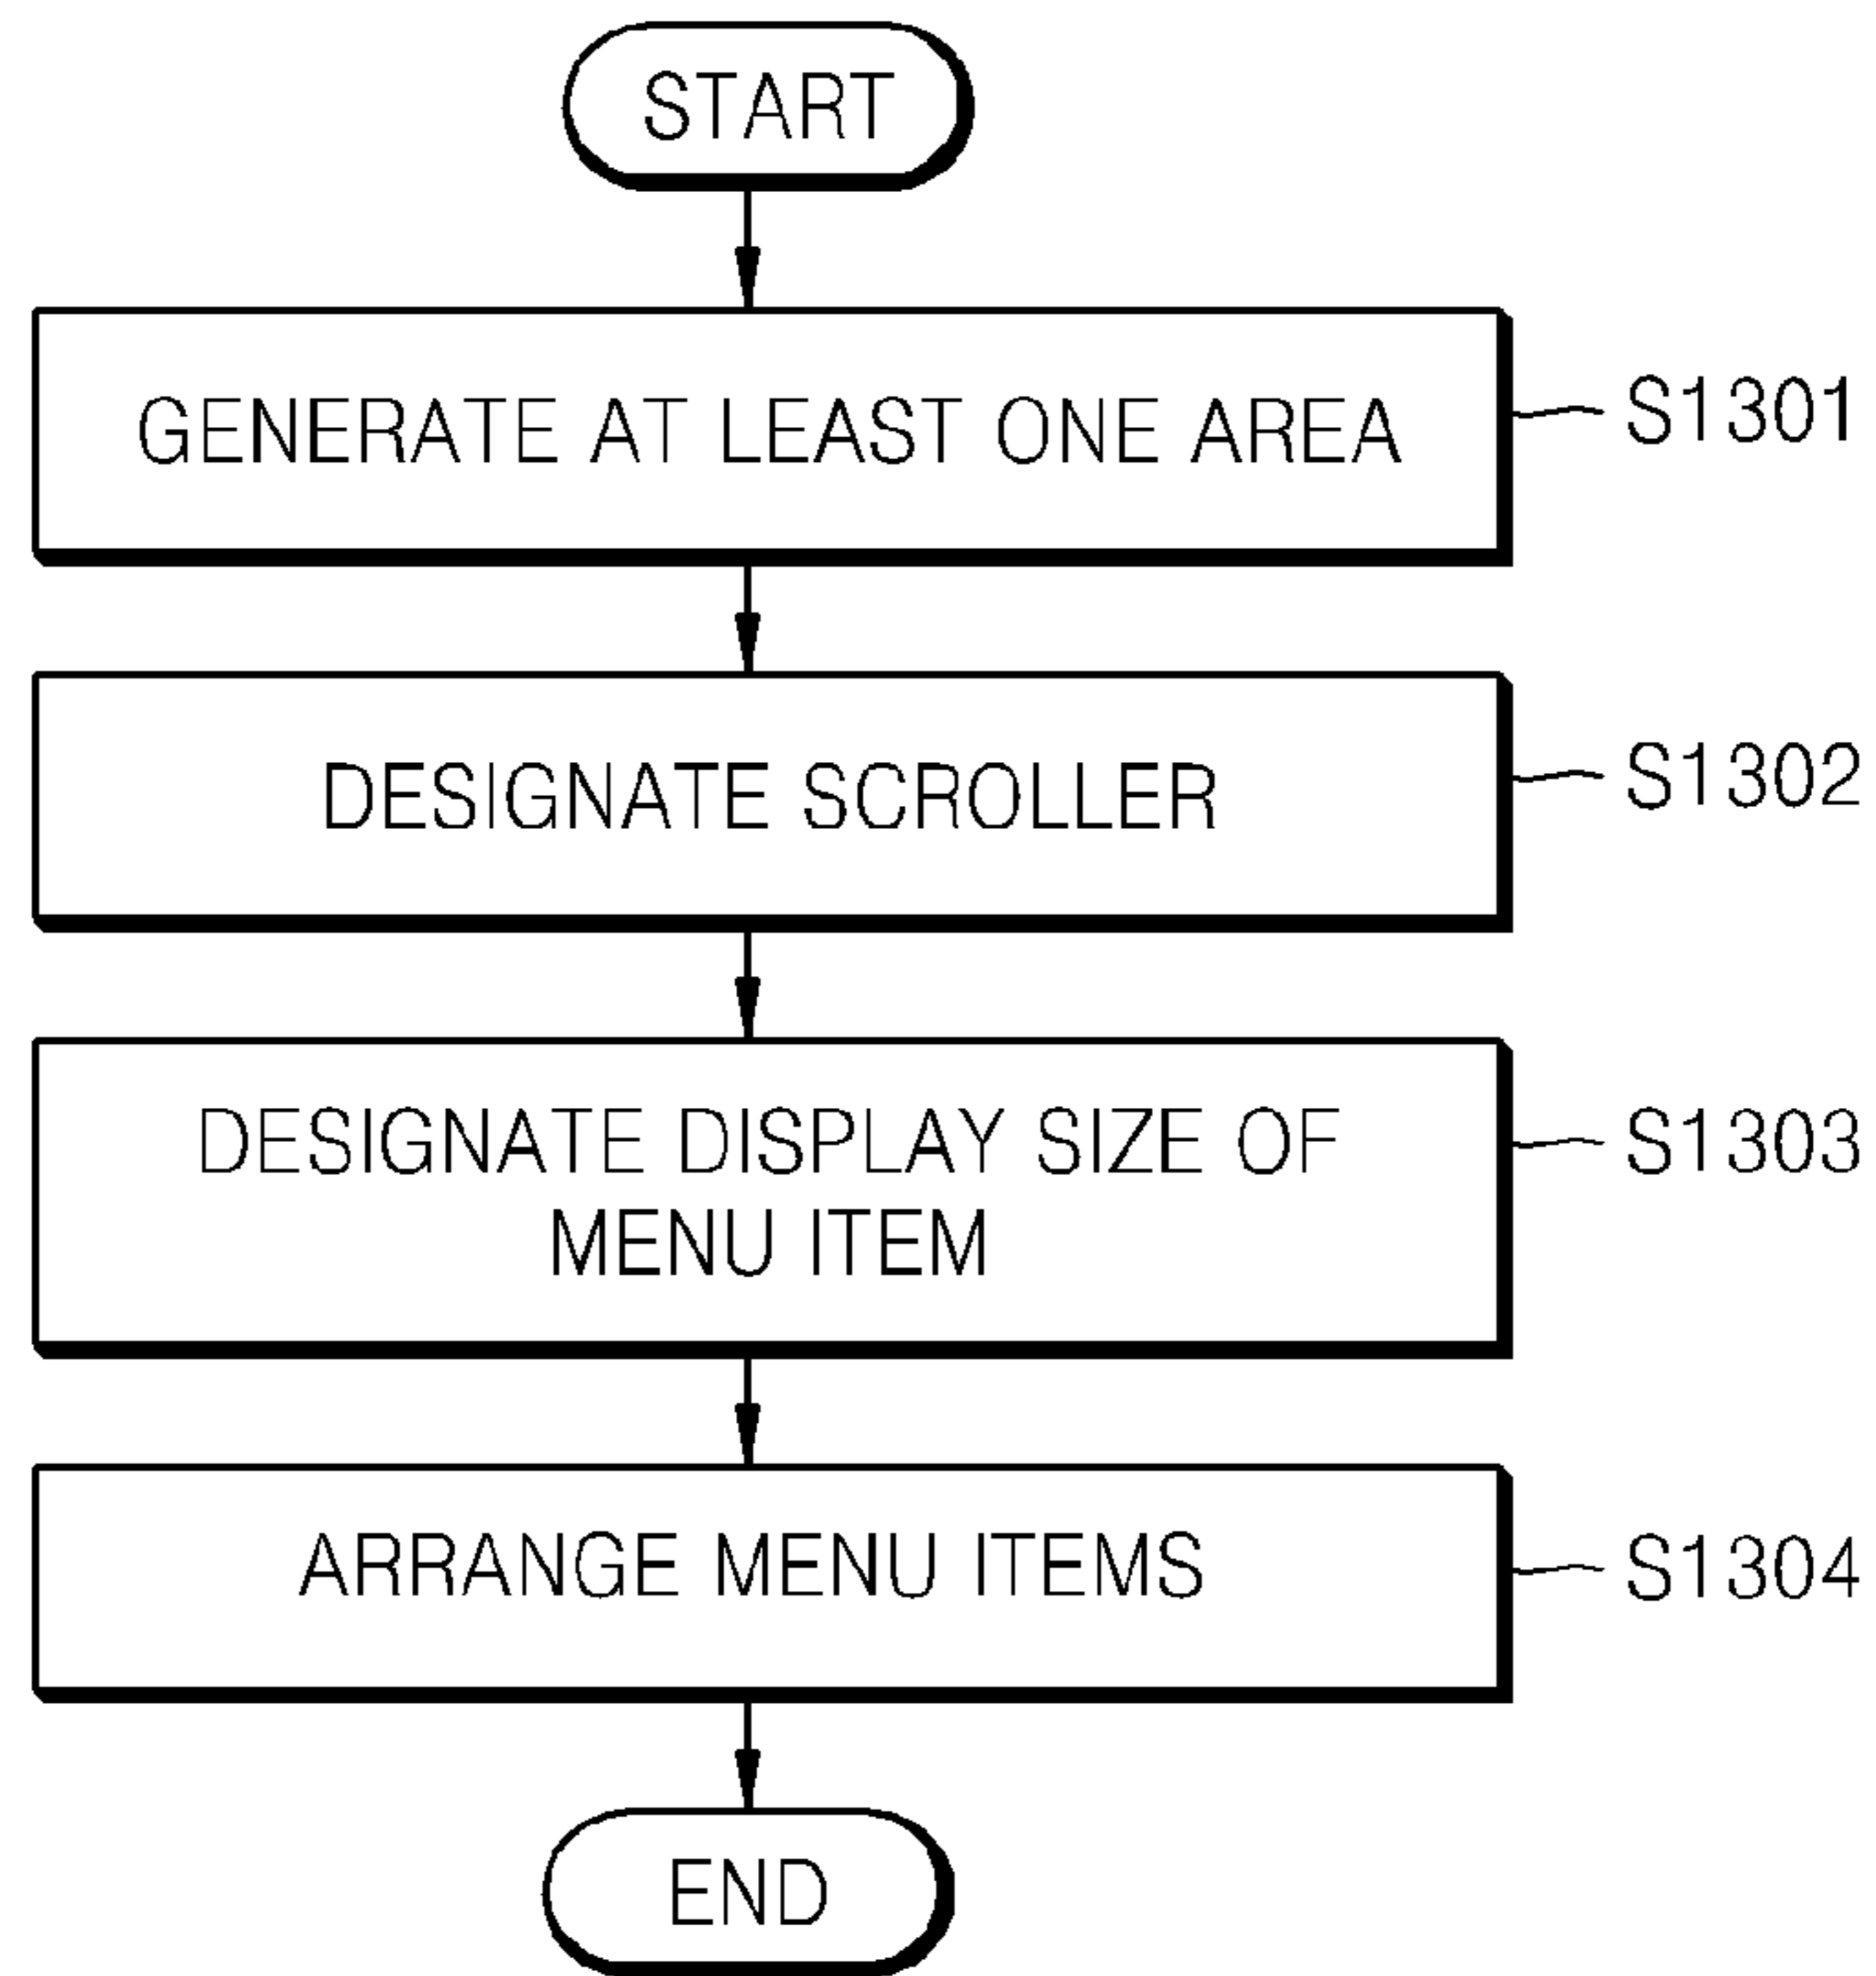 START
GENERATE AT LEAST ONE AREA
S1301
DESIGNATE SCROLLER
S1302
DESIGNATE DISPLAY SIZE OF
MENU ITEM
S1303
ARRANGE MENU ITEMS
S1304
END